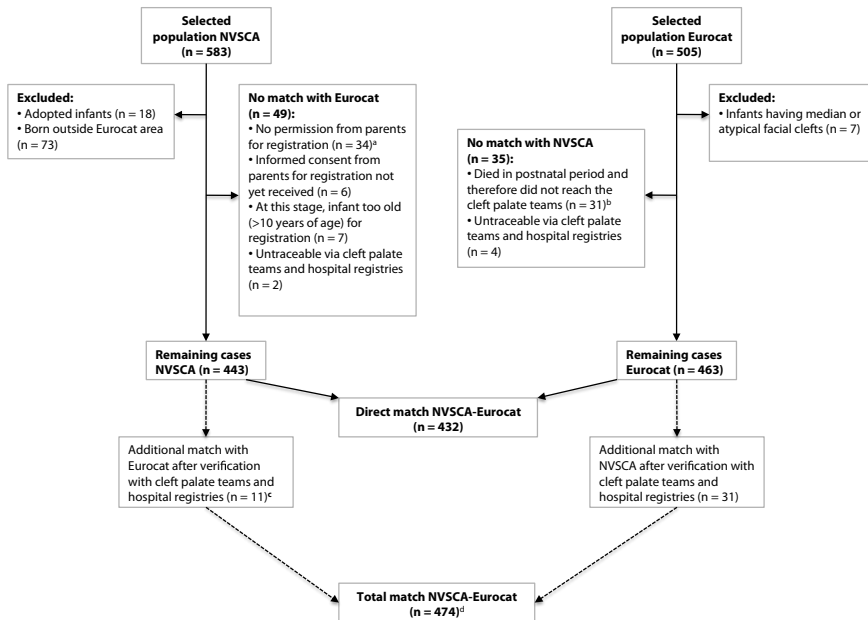 Selected
population NVSCA
(n = 583)
Selected
population Eurocat
(n = 505)
Excluded:
• Adopted infants (n = 18)
• Born outside Eurocat area
(n = 73)
No match with Eurocat
(n = 49):
• No permission from parents
for registration (n = 34)ᵃ
• Informed consent from
parents for registration not
yet received (n = 6)
• At this stage, infant too old
(>10 years of age) for
registration (n = 7)
• Untraceable via cleft palate
teams and hospital registries
(n = 2)
No match with NVSCA
(n = 35):
• Died in postnatal period and
therefore did not reach the
cleft palate teams (n = 31)ᵇ
• Untraceable via cleft palate
teams and hospital registries
(n = 4)
Excluded:
• Infants having median or
atypical facial clefts (n = 7)
Remaining cases
NVSCA (n = 443)
Remaining cases
Eurocat (n = 463)
Direct match NVSCA-Eurocat
(n = 432)
Additional match with
Eurocat after verification
with cleft palate teams and
hospital registries (n = 11)ᶜ
Additional match with
NVSCA after verification with
cleft palate teams and
hospital registries (n = 31)
Total match NVSCA-Eurocat
(n = 474)ᵈ